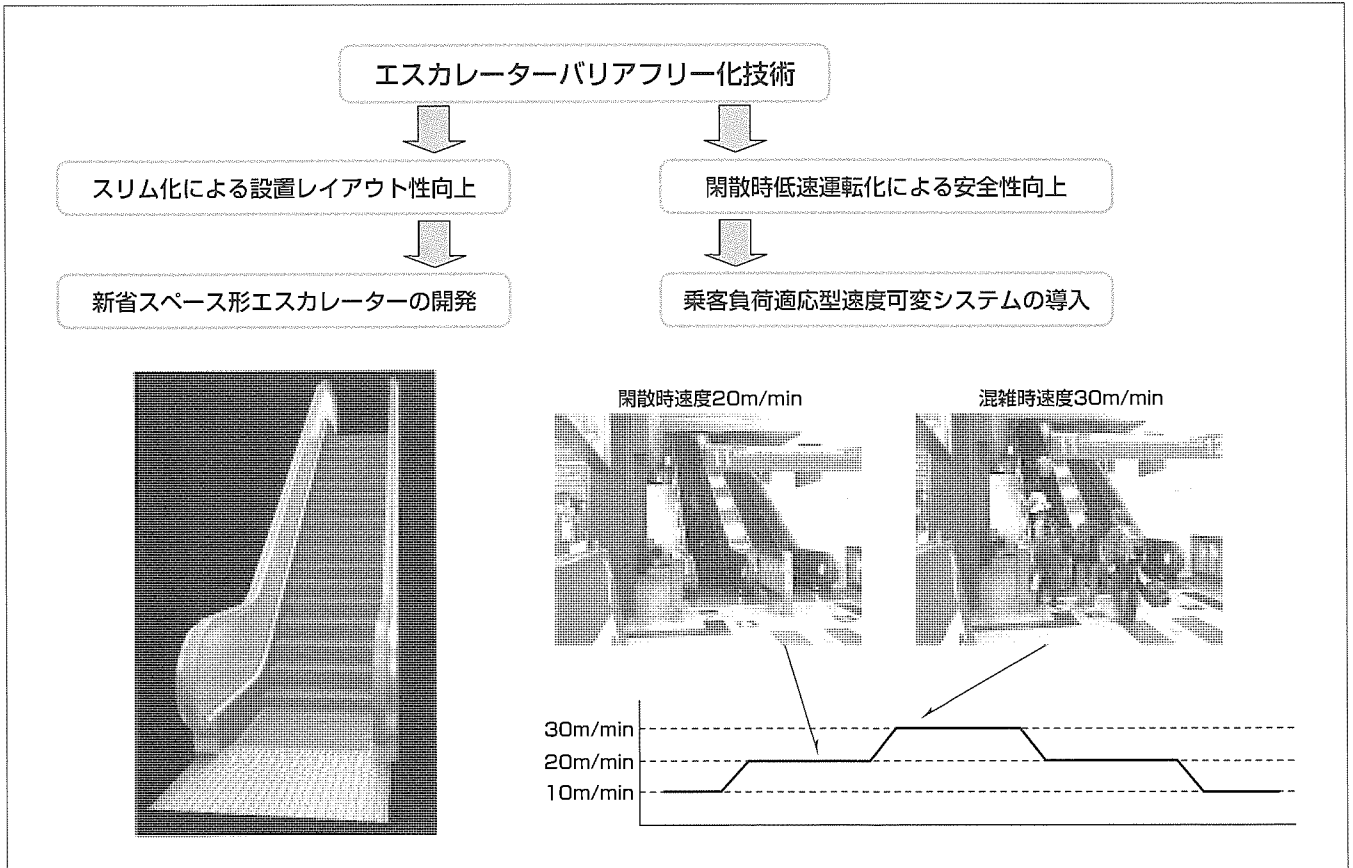 エスカレーターバリアフリー化技術
スリム化による設置レイアウト性向上
閑散時低速運転化による安全性向上
新省スペース形エスカレーターの開発
乗客負荷適応型速度可変システムの導入
閑散時速度20m/min
混雑時速度30m/min
30m/min
20m/min
10m/min